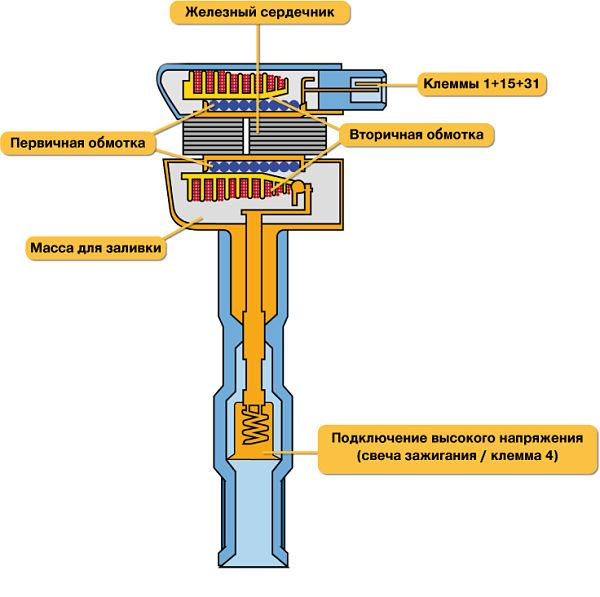 Железный сердечник
Клеммы 1+15+31
Первичная обмотка
Вторичная обмотка
Масса для заливки
Подключение высокого напряжения
(свеча зажигания / клемма 4)